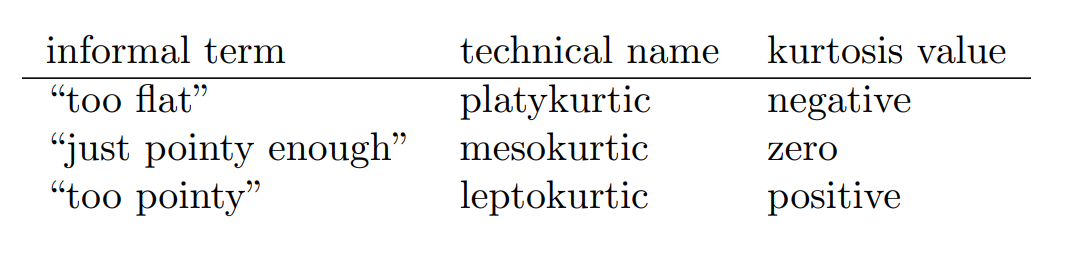 informal term technical name kurtosis value
“too flat” platykurtic negative
“just pointy enough” mesokurtic zero
“too pointy” leptokurtic positive